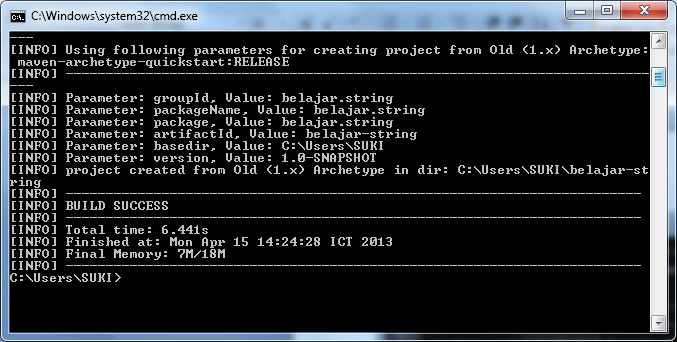 C:\Windows\system32\cmd.exe
---
[INFO] Using following parameters for creating project from Old (1.x) Archetype:
 maven-archetype-quickstart:RELEASE
[INFO] ------------------------------------------------------------------------
---
[INFO] Parameter: groupId, Value: belajar.string
[INFO] Parameter: packageName, Value: belajar.string
[INFO] Parameter: package, Value: belajar.string
[INFO] Parameter: artifactId, Value: belajar-string
[INFO] Parameter: basedir, Value: C:\Users\SUKI
[INFO] Parameter: version, Value: 1.0-SNAPSHOT
[INFO] project created from Old (1.x) Archetype in dir: C:\Users\SUKI\belajar-st
ring
[INFO] ------------------------------------------------------------------------
[INFO] BUILD SUCCESS
[INFO] ------------------------------------------------------------------------
[INFO] Total time: 6.441s
[INFO] Finished at: Mon Apr 15 14:24:28 ICT 2013
[INFO] Final Memory: 7M/18M
[INFO] ------------------------------------------------------------------------
C:\Users\SUKI>